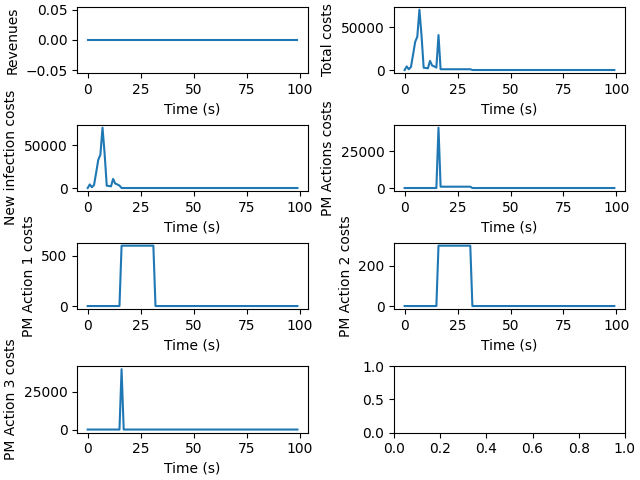 Revenues
0.05
0.00
−0.05
0 25 50 75 100
Time (s)
Total costs
50000
0
0 25 50 75 100
Time (s)
New infection costs
50000
0
0 25 50 75 100
Time (s)
PM Actions costs
25000
0
0 25 50 75 100
Time (s)
PM Action 1 costs
500
0
0 25 50 75 100
Time (s)
PM Action 2 costs
200
0
0 25 50 75 100
Time (s)
PM Action 3 costs
25000
0
0 25 50 75 100
Time (s)
1.0
0.5
0.0
0.0 0.2 0.4 0.6 0.8 1.0